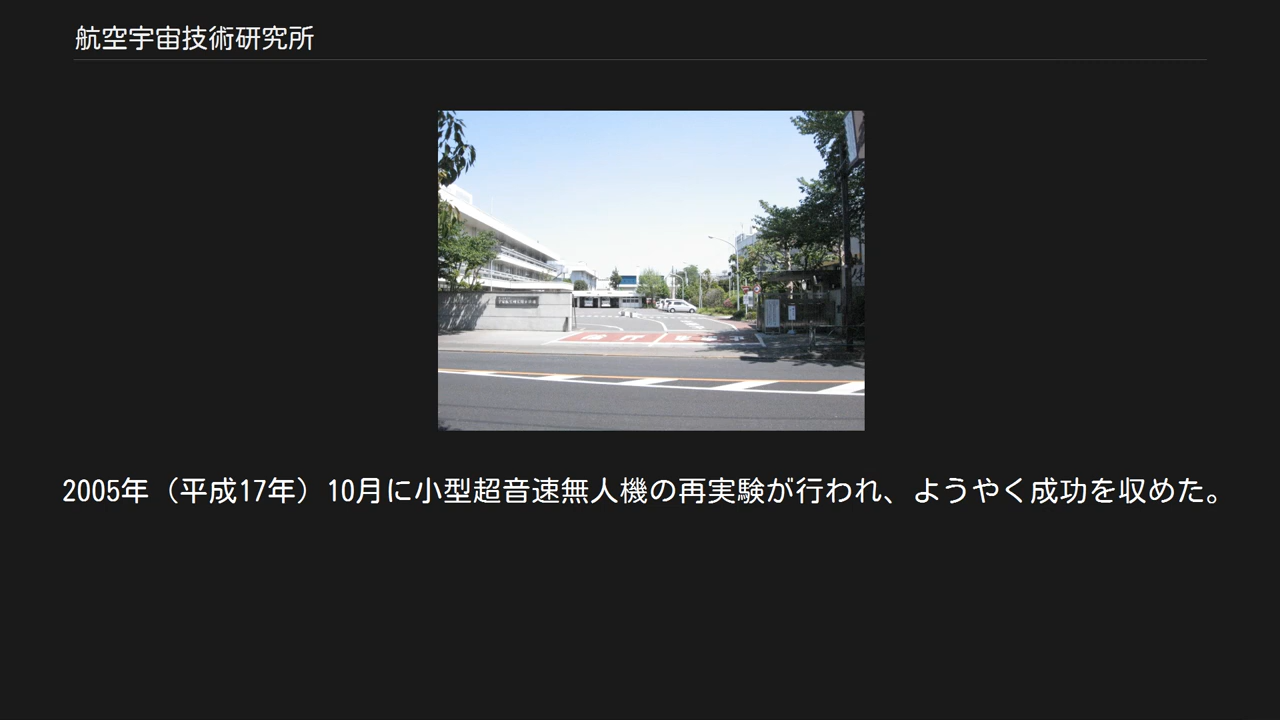 航空宇宙技術研究所
2005年（平成17年）10月に小型超音速無人機の再実験が行われ、ようやく成功を収めた。